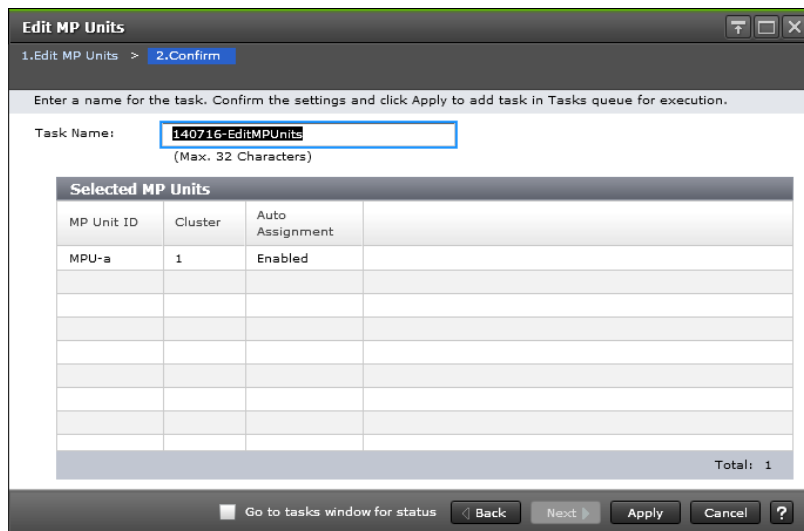 Edit MP Units
1.Edit MP Units > 2.Confirm
Enter a name for the task. Confirm the settings and click Apply to add task in Tasks queue for execution.
Task Name: 140716-EditMPUnits
(Max. 32 Characters)
Selected MP Units
MP Unit ID Cluster Auto Assignment
MPU-a 1 Enabled
Total: 1
Go to tasks window for status Back Next Apply Cancel ?